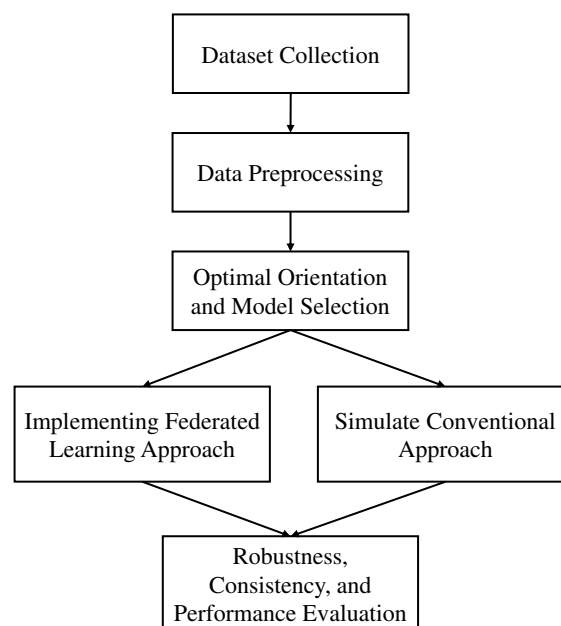 Dataset Collection
Data Preprocessing
Optimal Orientation
and Model Selection
Implementing Federated
Learning Approach
Simulate Conventional
Approach
Robustness,
Consistency, and
Performance Evaluation